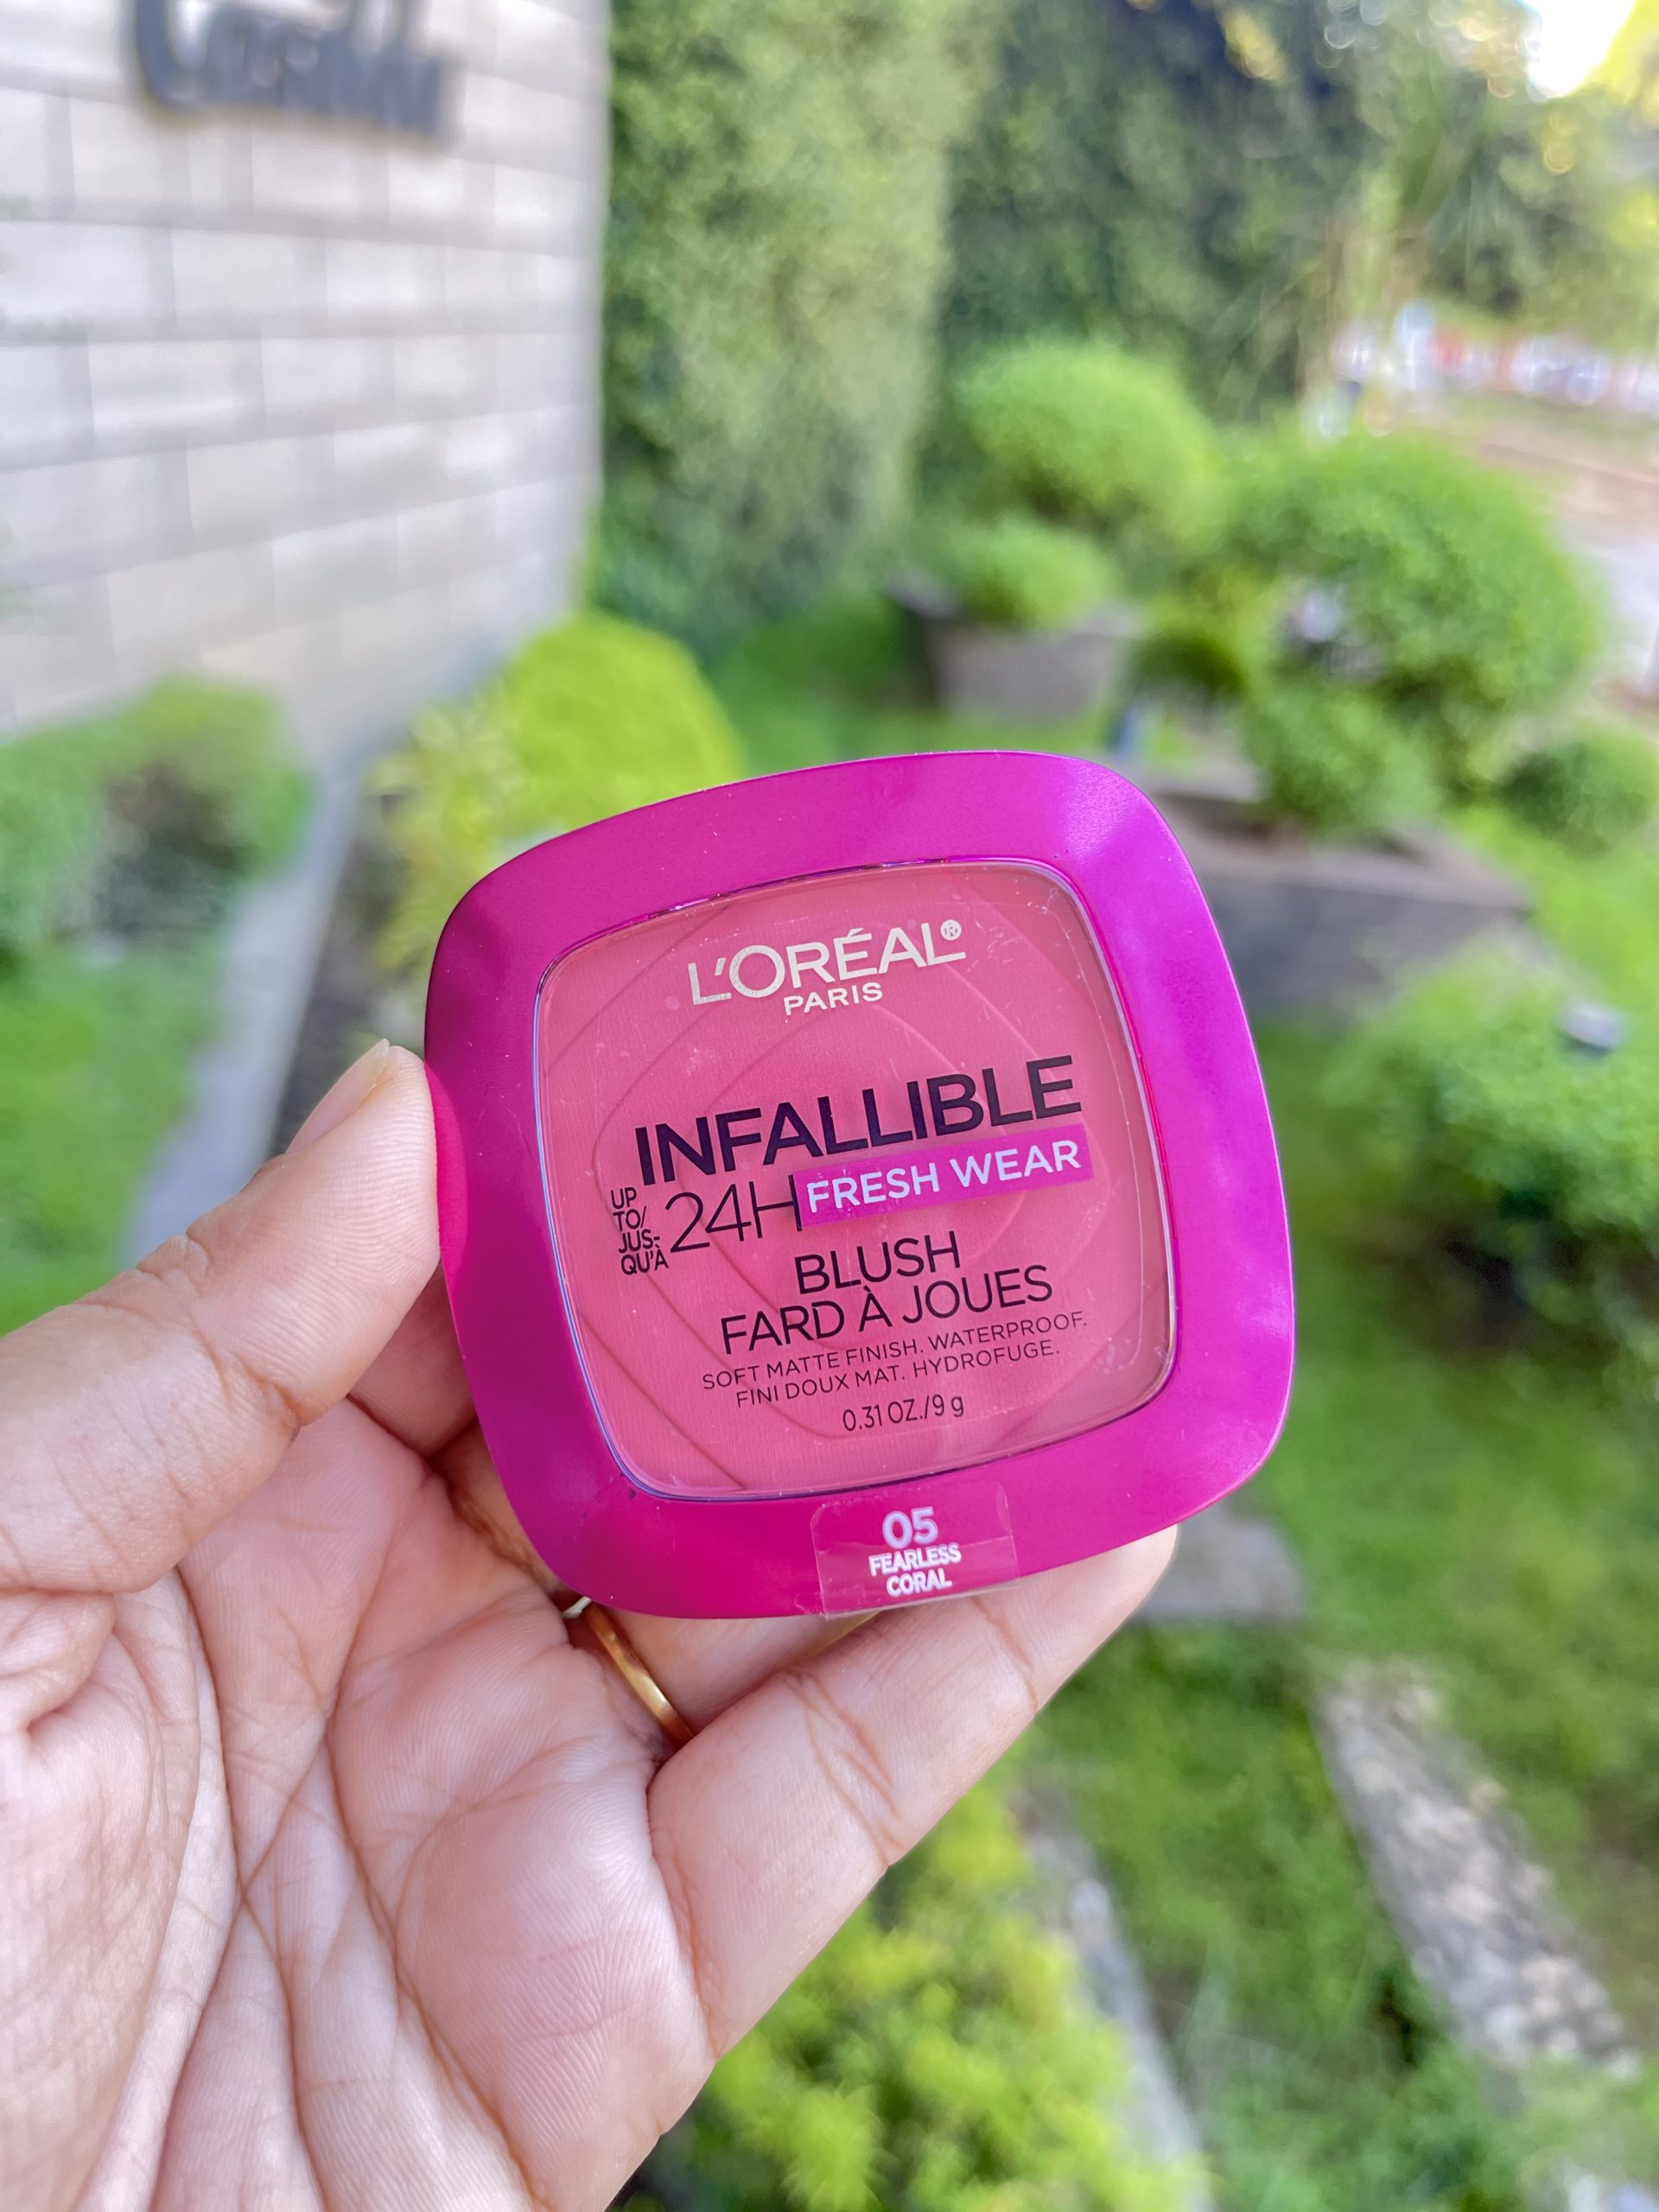 L'ORÉAL®
PARIS
INFALLIBLE
UP
TO/
JUS-
QU'À
24H FRESH WEAR
BLUSH
FARD À JOUES
SOFT MATTE FINISH. WATERPROOF.
FINI DOUX MAT. HYDROFUGE.
0.31 OZ./9 g
05
FEARLESS
CORAL